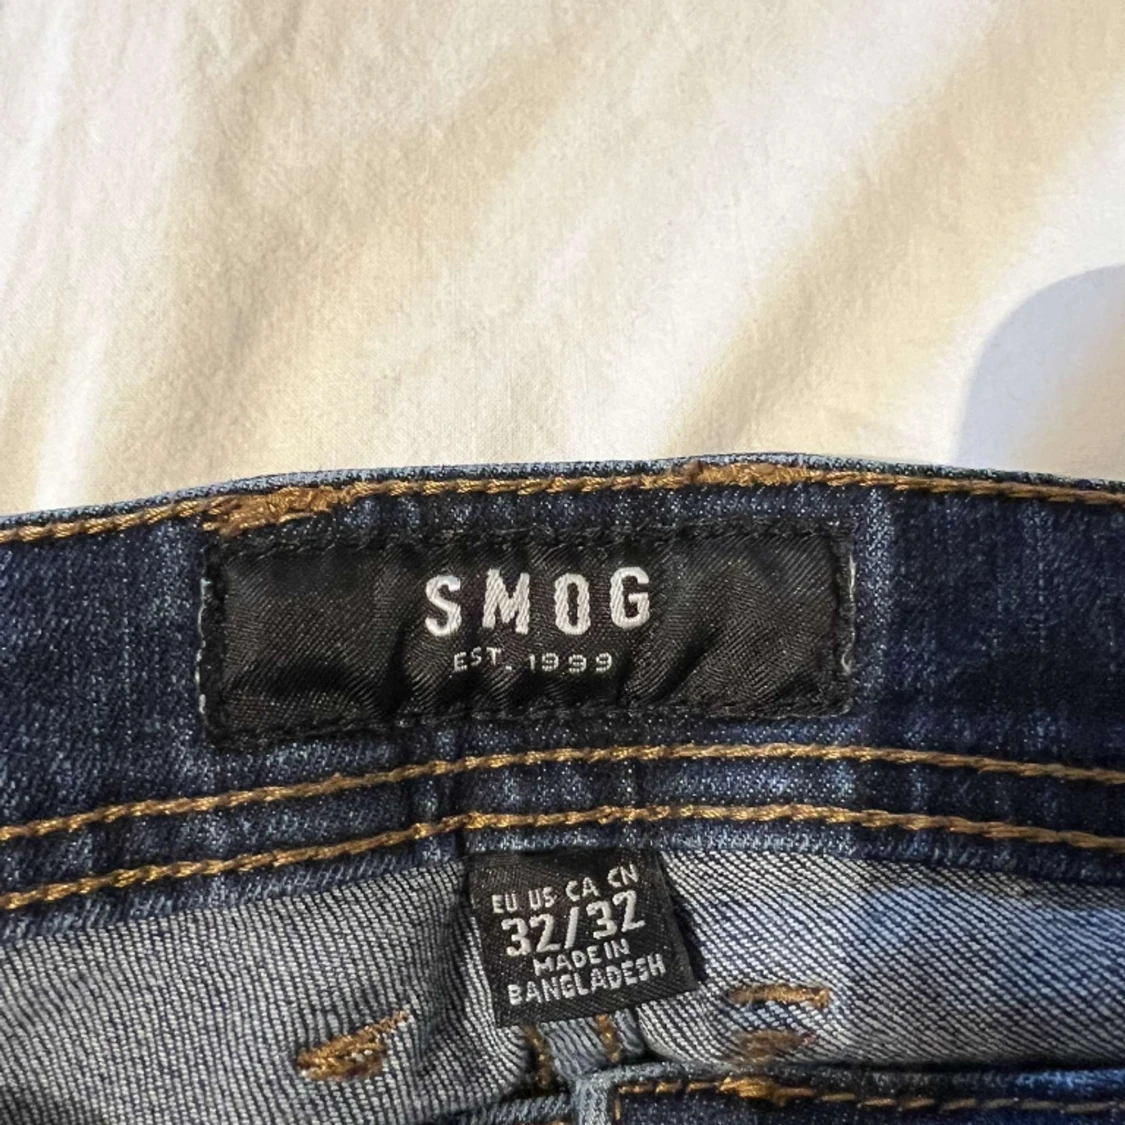 SMOG
EST. 1999
EU US CA CN
32/32
MADE IN
BANGLADESH